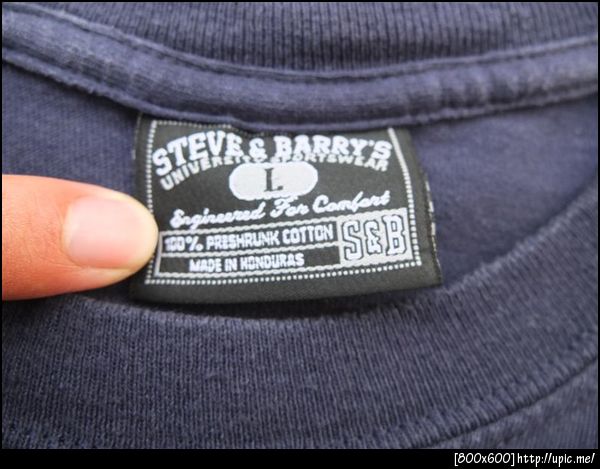 STEVE & BARRY'S
UNIVERSITY SPORTSWEAR
L
Engineered For Comfort
100% PRESHRUNK COTTON
MADE IN HONDURAS
S&B
[800x600]http://upic.me/